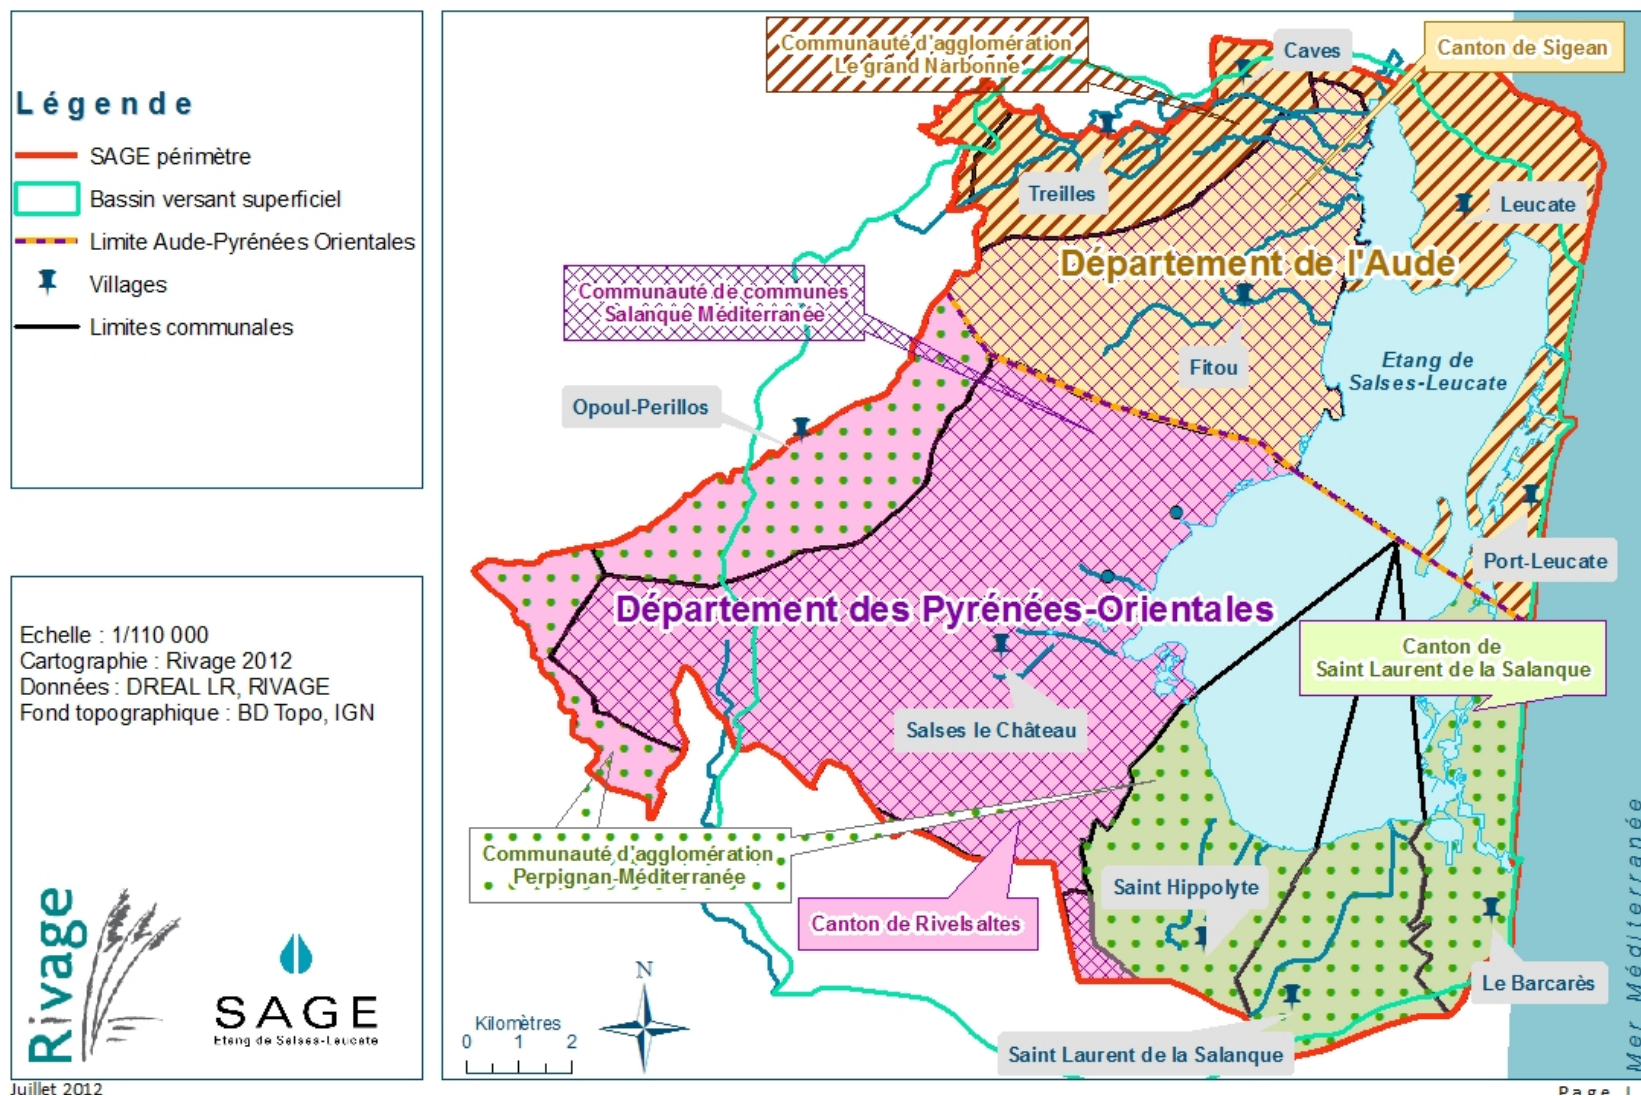 Légende
SAGE périmètre
Bassin versant superficiel
Limite Aude-Pyrénées Orientales
Villages
Limites communales
Echelle : 1/110 000
Cartographie : Rivage 2012
Données : DREAL LR, RIVAGE
Fond topographique : BD Topo, IGN
Rivage
SAGE
Etang de Salses-Leucate
Juillet 2012
Communauté d'agglomération
Le grand Narbonne
Caves
Canton de Sigean
Treilles
Leucate
Département de l'Aude
Communauté de communes
Salanque Méditerranée
Fitou
Etang de
Salses-Leucate
Opoul-Perillos
Port-Leucate
Département des Pyrénées-Orientales
Canton de
Saint Laurent de la Salanque
Salses le Château
Communauté d'agglomération
Perpignan-Méditerranée
Saint Hippolyte
Canton de Rivelsaltes
Le Barcarès
Saint Laurent de la Salanque
Mer Méditerranée
N
Kilomètres
0 1 2
Page |